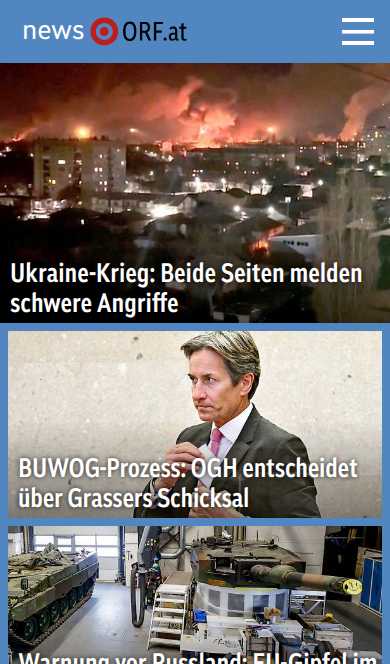 news ORF.at
Ukraine-Krieg: Beide Seiten melden
schwere Angriffe
BUWOG-Prozess: OGH entscheidet
über Grassers Schicksal
Warnung vor Russland: EU-Gipfel im